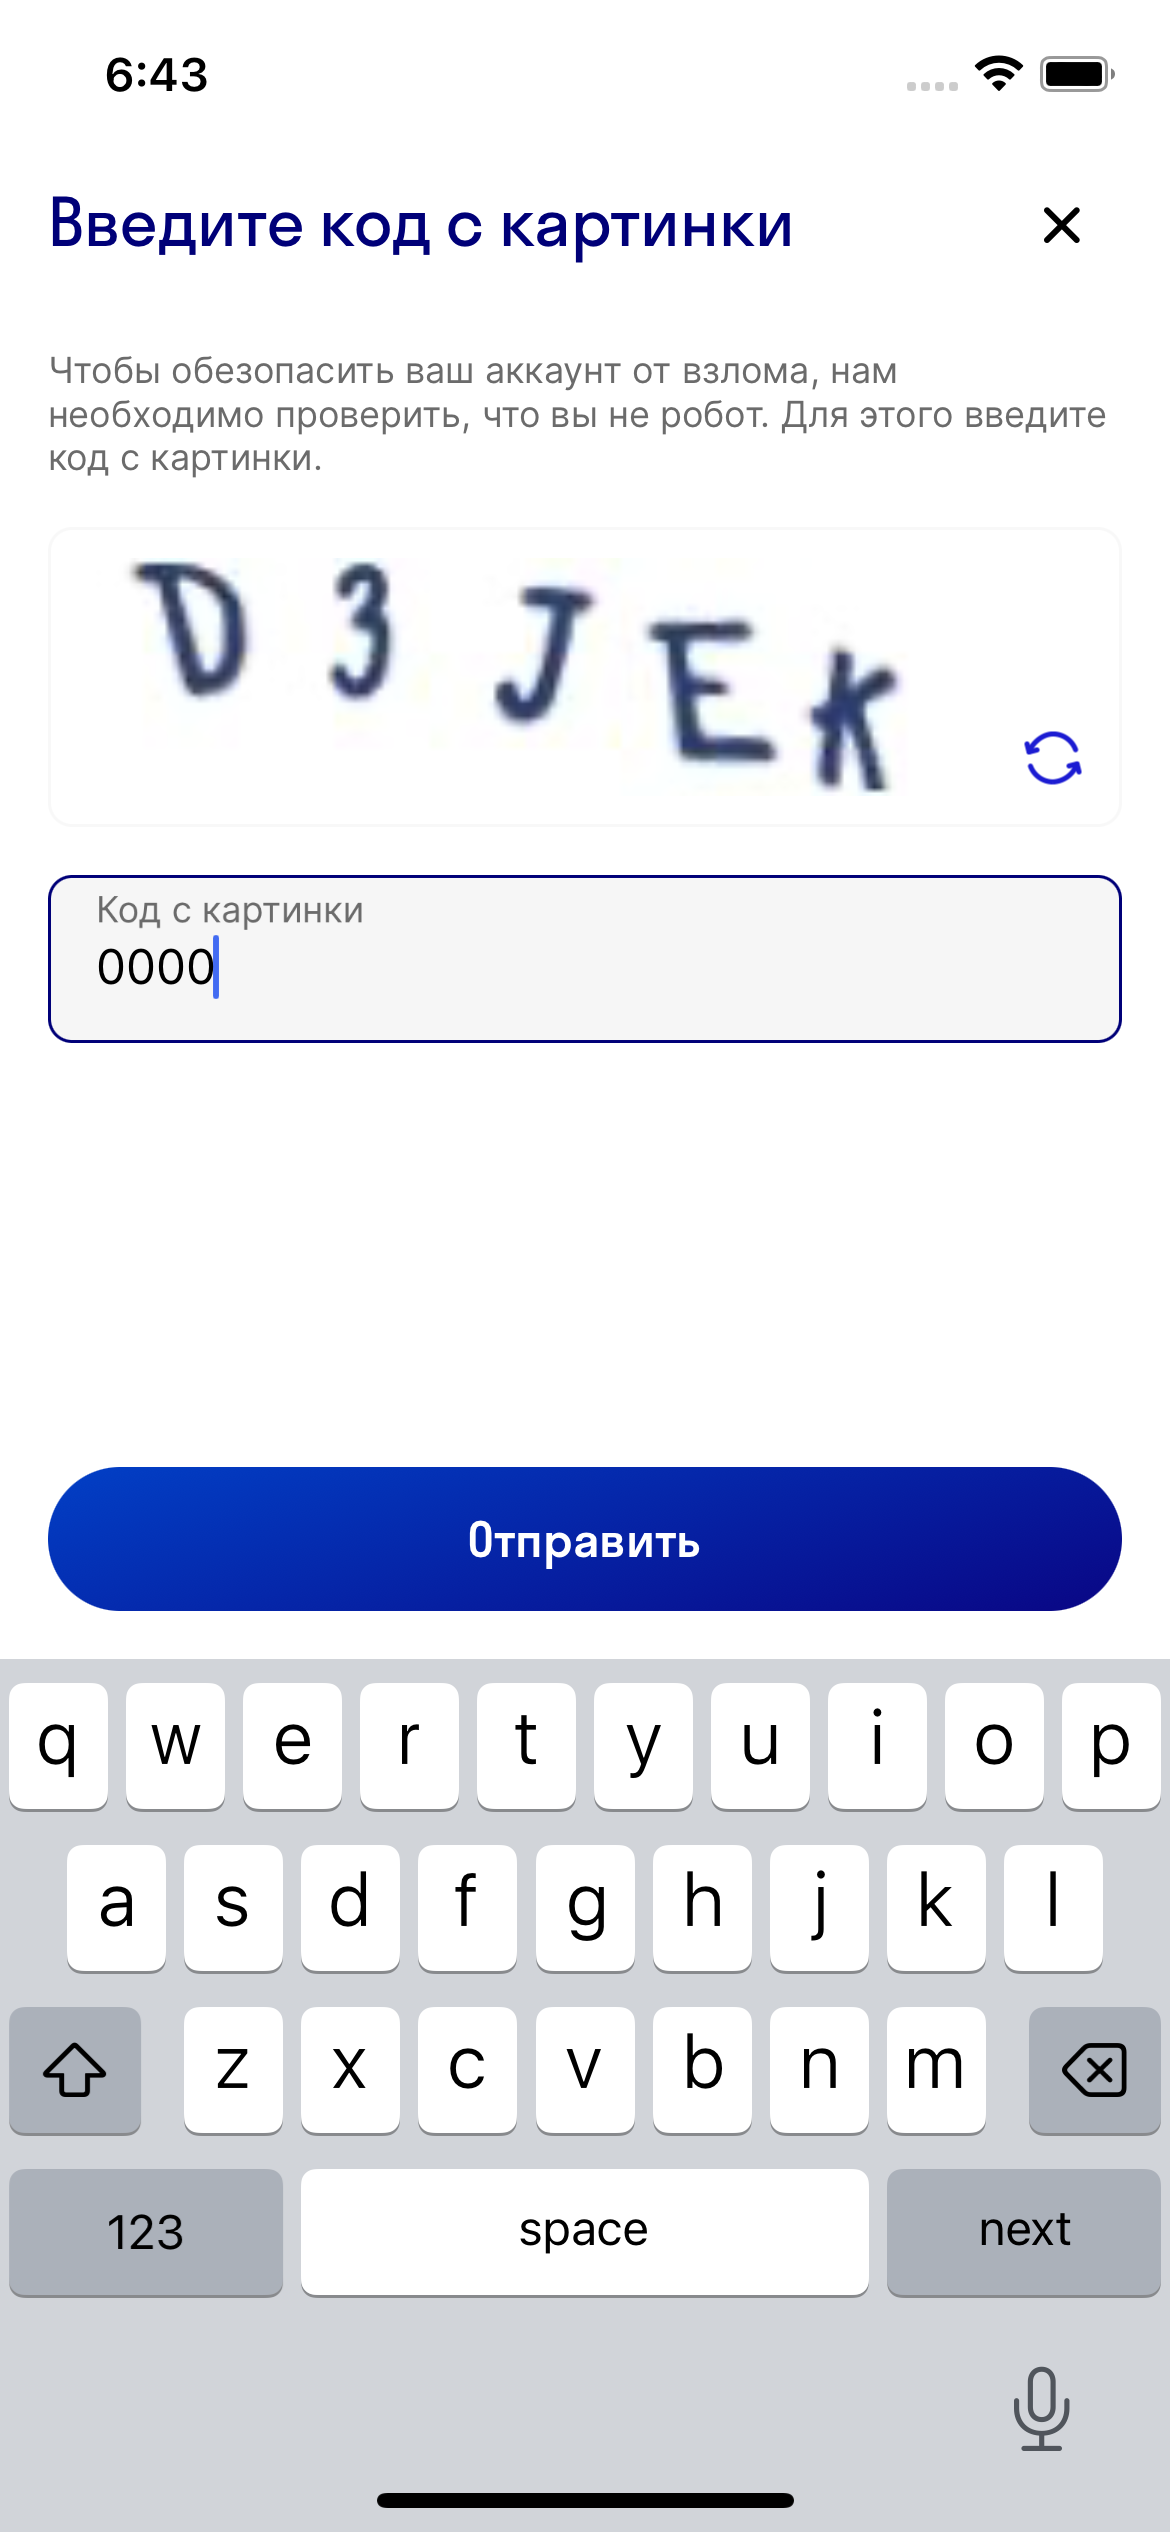 6:43
Введите код с картинки
Чтобы обезопасить ваш аккаунт от взлома, нам
необходимо проверить, что вы не робот. Для этого введите
код с картинки.
D3JEK
Код с картинки
0000
Отправить
q w e r t y u i o p
a s d f g h j k l
z x c v b n m
123 space next